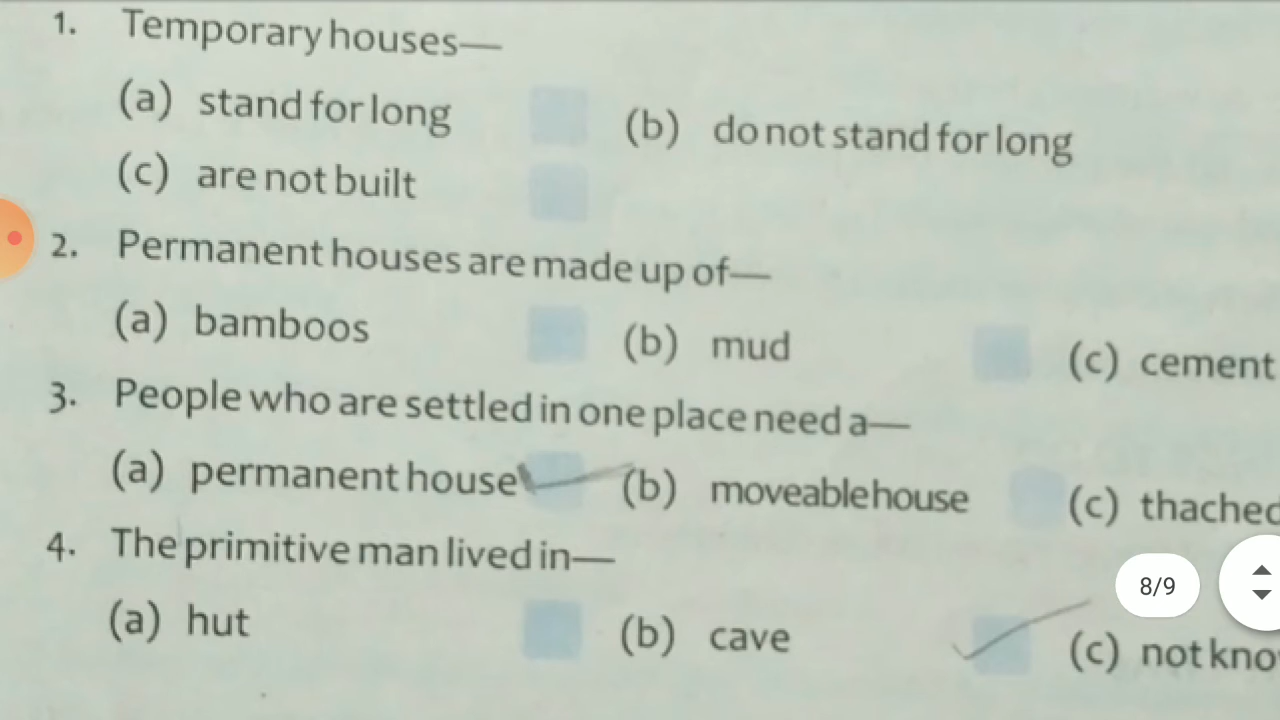 1. Temporary houses—
(a) stand for long (b) do not stand for long
(c) are not built
2. Permanent houses are made up of—
(a) bamboos (b) mud (c) cement
3. People who are settled in one place need a—
(a) permanent house (b) moveable house (c) thached
4. The primitive man lived in—
8/9
(a) hut (b) cave (c) not kno